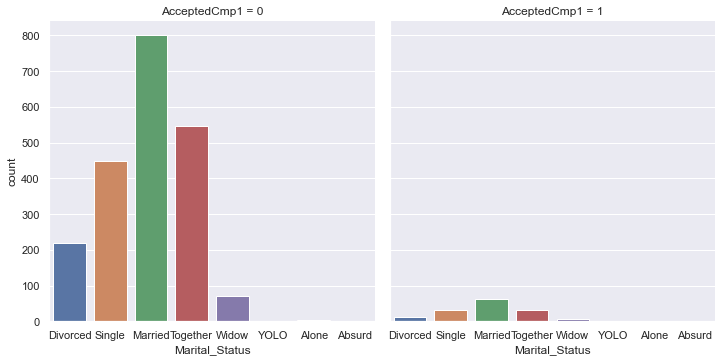 AcceptedCmp1 = 0
AcceptedCmp1 = 1
800
700
600
500
400
300
200
100
0
count
Divorced Single Married Together Widow YOLO Alone Absurd
Divorced Single Married Together Widow YOLO Alone Absurd
Marital_Status
Marital_Status